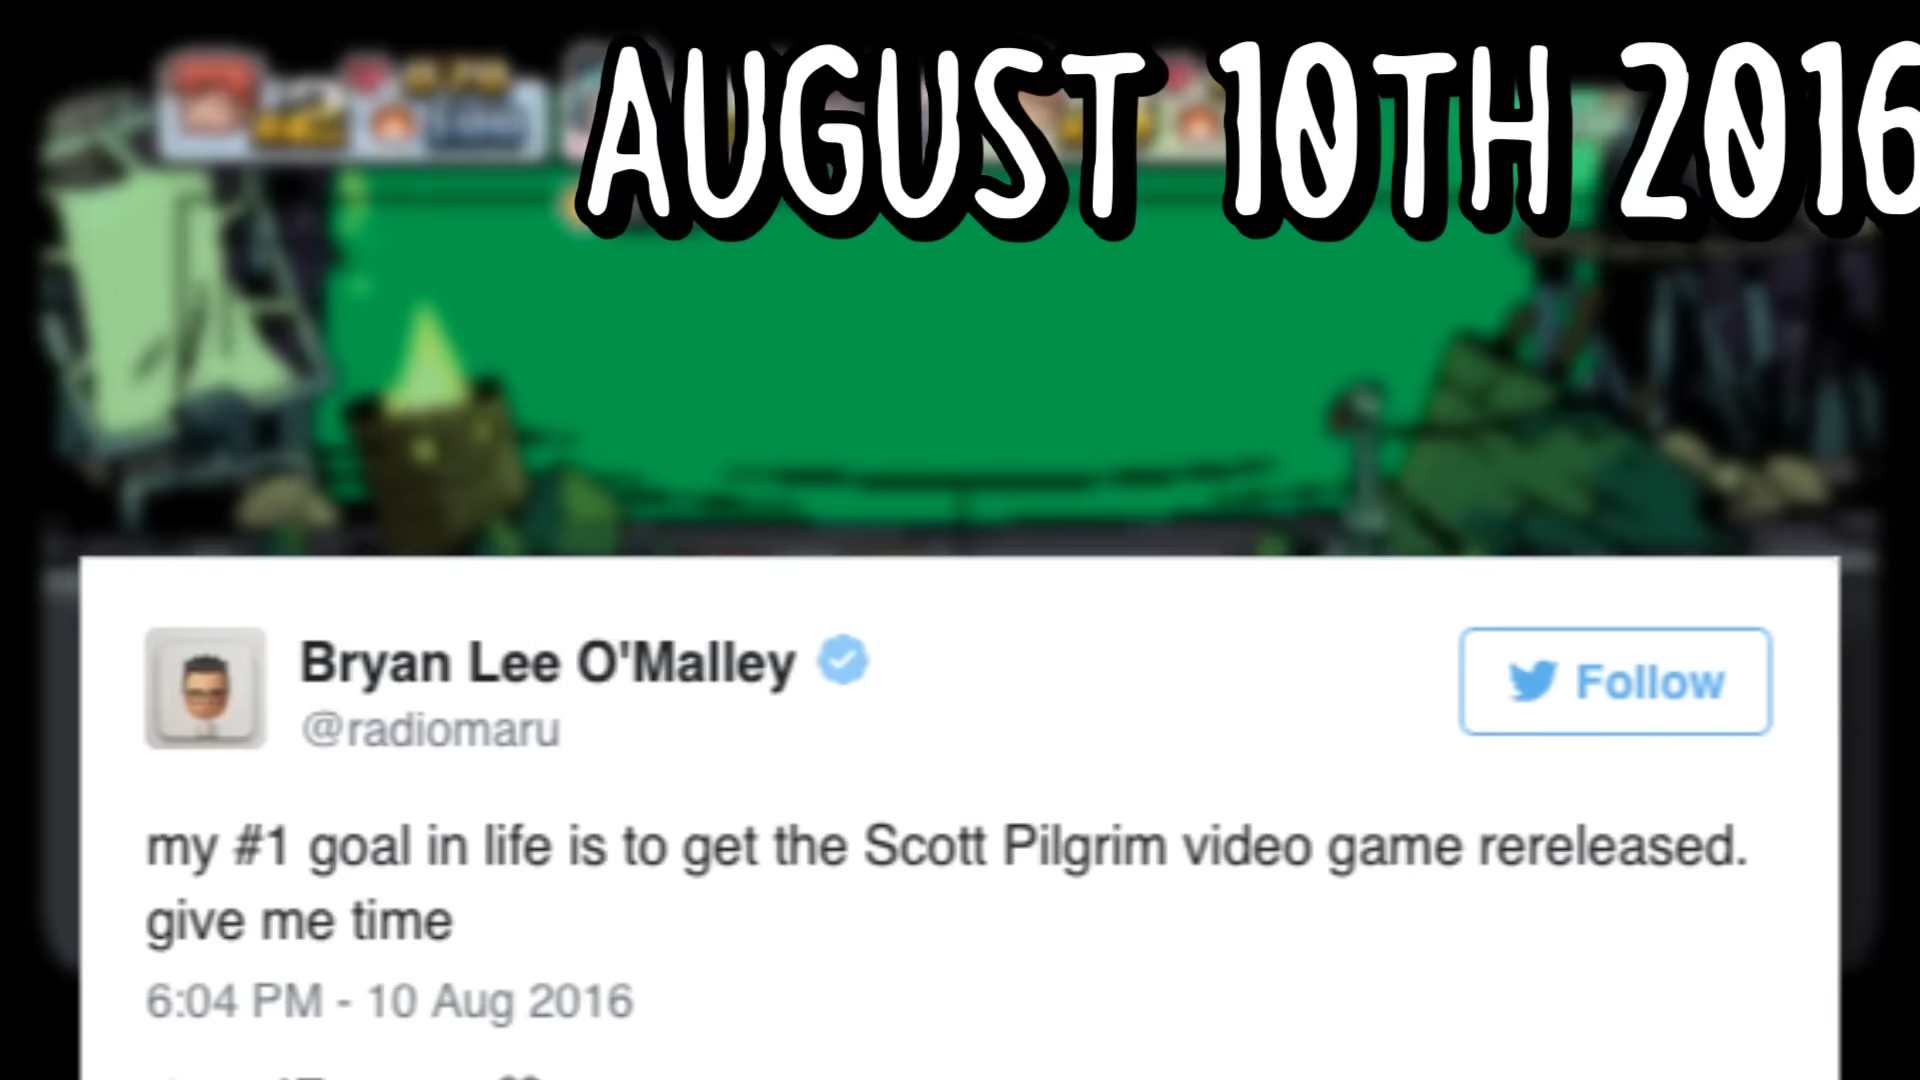 AUGUST 10TH 2016
Bryan Lee O'Malley
@radiomaru
Follow
my #1 goal in life is to get the Scott Pilgrim video game rereleased.
give me time
6:04 PM - 10 Aug 2016